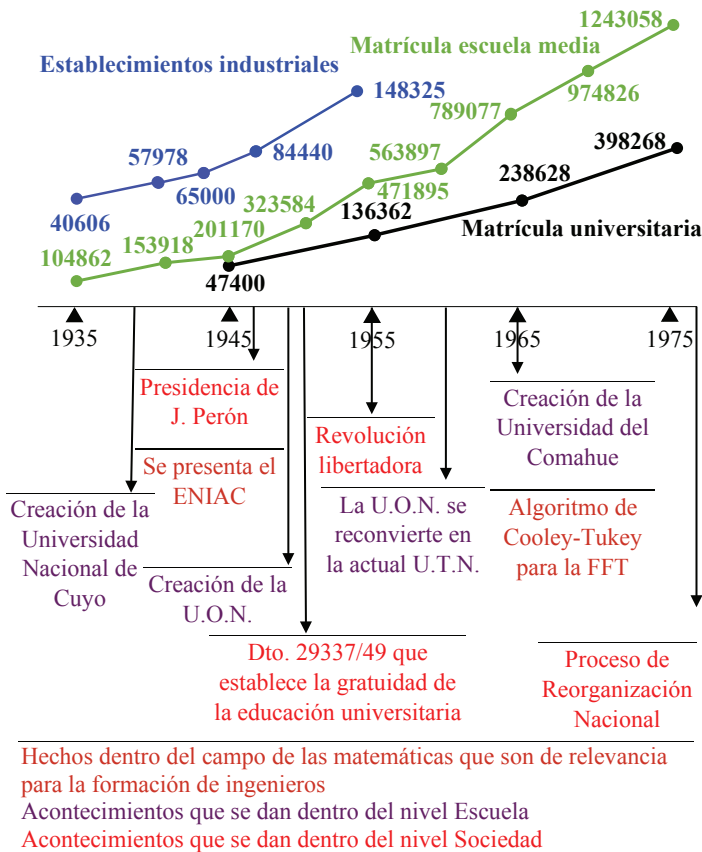 1243058
Matrícula escuela media
Establecimientos industriales
974826
148325
789077
398268
57978
84440
563897
238628
65000
323584
471895
40606
201170
136362
Matrícula universitaria
104862
153918
47400
1935
1945
1955
1965
1975
Presidencia de
J. Perón
Se presenta el
ENIAC
Creación de la
Universidad
Nacional de
Cuyo
Creación de la
U.O.N.
Revolución
libertadora
La U.O.N. se
reconvierte en
la actual U.T.N.
Creación de la
Universidad del
Comahue
Algoritmo de
Cooley-Tukey
para la FFT
Dto. 29337/49 que
establece la gratuidad de
la educación universitaria
Proceso de
Reorganización
Nacional
Hechos dentro del campo de las matemáticas que son de relevancia
para la formación de ingenieros
Acontecimientos que se dan dentro del nivel Escuela
Acontecimientos que se dan dentro del nivel Sociedad